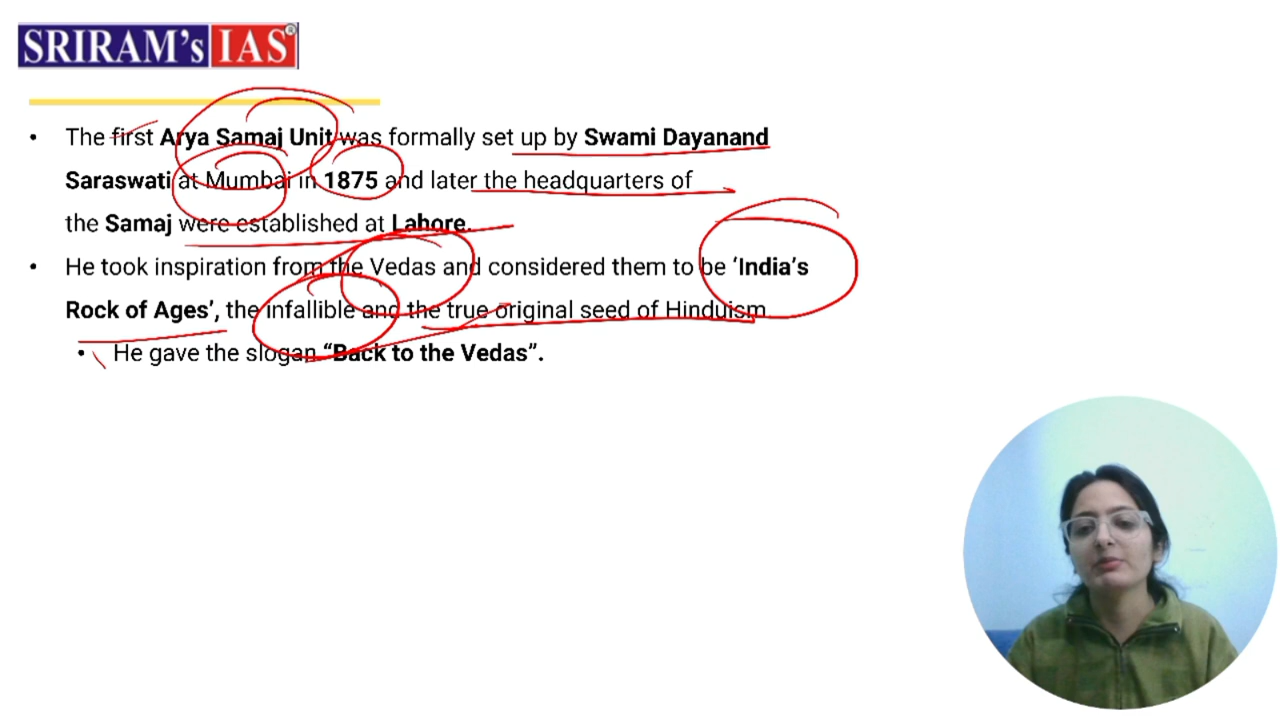 SRIRAM's IAS®
• The first Arya Samaj Unit was formally set up by Swami Dayanand
Saraswati at Mumbai in 1875 and later the headquarters of
the Samaj were established at Lahore.
• He took inspiration from the Vedas and considered them to be ‘India’s
Rock of Ages’, the infallible and the true original seed of Hinduism
• He gave the slogan “Back to the Vedas”.